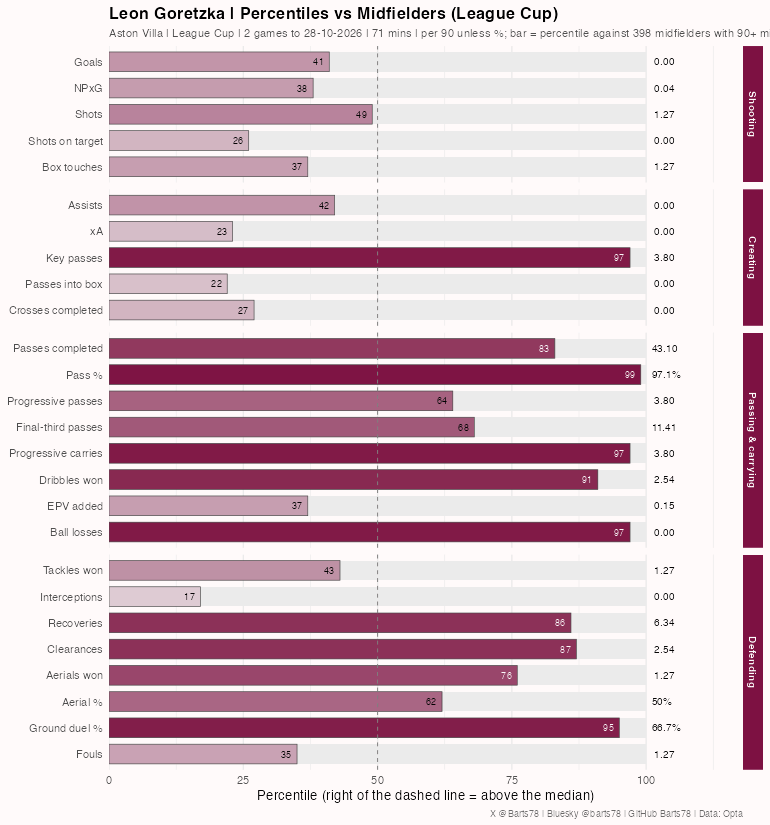 Leon Goretzka | Percentiles vs Midfielders (League Cup)
Aston Villa | League Cup | 2 games to 28-10-2026 | 71 mins | per 90 unless %; bar = percentile against 398 midfielders with 90+ m
Goals 41 0.00
NPxG 38 0.04
Shots 49 1.27
Shots on target 26 0.00
Box touches 37 1.27
Shooting
Assists 42 0.00
xA 23 0.00
Key passes 97 3.80
Passes into box 22 0.00
Crosses completed 27 0.00
Creating
Passes completed 83 43.10
Pass % 99 97.1%
Progressive passes 64 3.80
Final-third passes 68 11.41
Progressive carries 97 3.80
Dribbles won 91 2.54
EPV added 37 0.15
Ball losses 97 0.00
Passing & carrying
Tackles won 43 1.27
Interceptions 17 0.00
Recoveries 86 6.34
Clearances 87 2.54
Aerials won 76 1.27
Aerial % 62 50%
Ground duel % 95 66.7%
Fouls 35 1.27
Defending
0 25 50 75 100
Percentile (right of the dashed line = above the median)
X @Barts78 | Bluesky @barts78 | GitHub Barts78 | Data: Opta